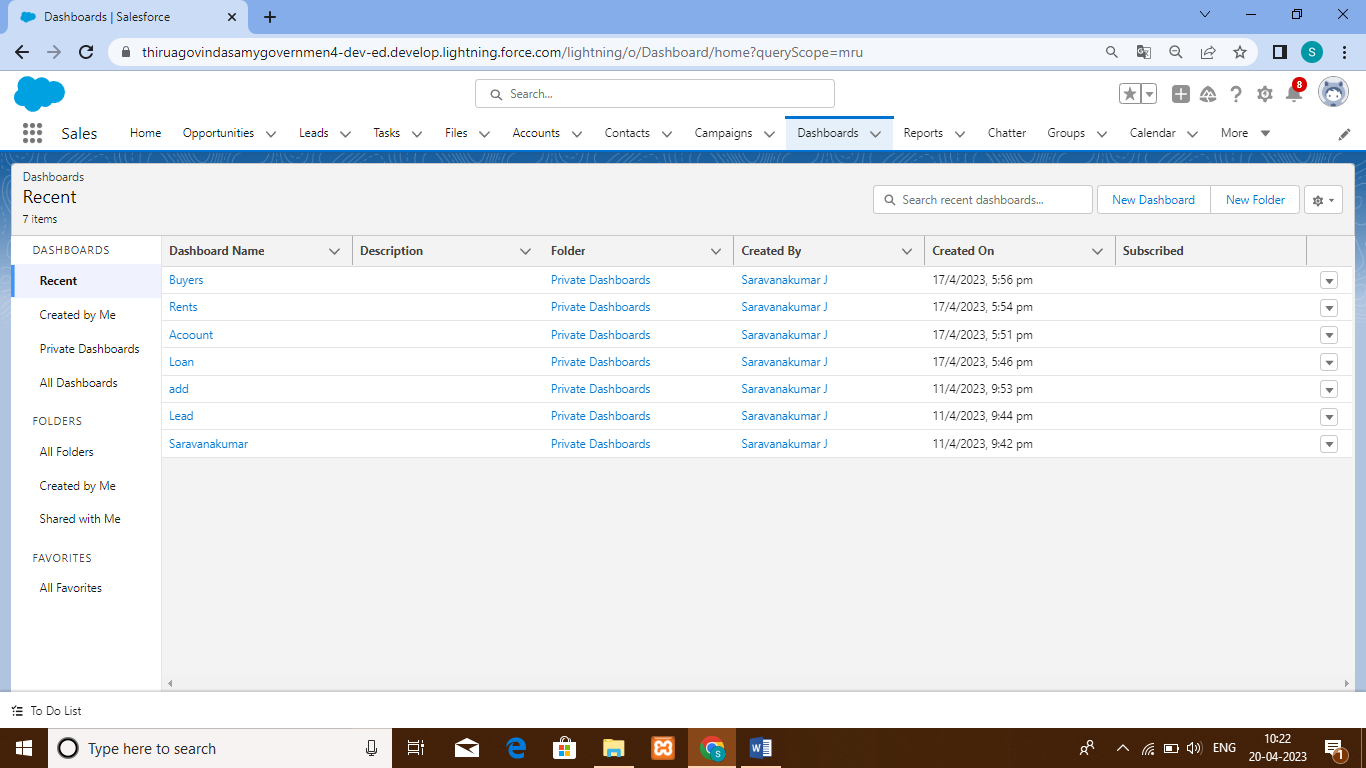 Dashboards | Salesforce
thiruagovindasamygovernmen4-dev-ed.develop.lightning.force.com/lightning/o/Dashboard/home?queryScope=mru
S
Search...
8
Sales Home Opportunities Leads Tasks Files Accounts Contacts Campaigns Dashboards Reports Chatter Groups Calendar More
Dashboards
Recent
7 items
Search recent dashboards...
New Dashboard
New Folder
DASHBOARDS
Recent
Created by Me
Private Dashboards
All Dashboards
FOLDERS
All Folders
Created by Me
Shared with Me
FAVORITES
All Favorites
Dashboard Name Description Folder Created By Created On Subscribed
Buyers Private Dashboards Saravanakumar J 17/4/2023, 5:56 pm
Rents Private Dashboards Saravanakumar J 17/4/2023, 5:54 pm
Acoount Private Dashboards Saravanakumar J 17/4/2023, 5:51 pm
Loan Private Dashboards Saravanakumar J 17/4/2023, 5:46 pm
add Private Dashboards Saravanakumar J 11/4/2023, 9:53 pm
Lead Private Dashboards Saravanakumar J 11/4/2023, 9:44 pm
Saravanakumar Private Dashboards Saravanakumar J 11/4/2023, 9:42 pm
To Do List
Type here to search
S
W
ENG
10:22
20-04-2023
1